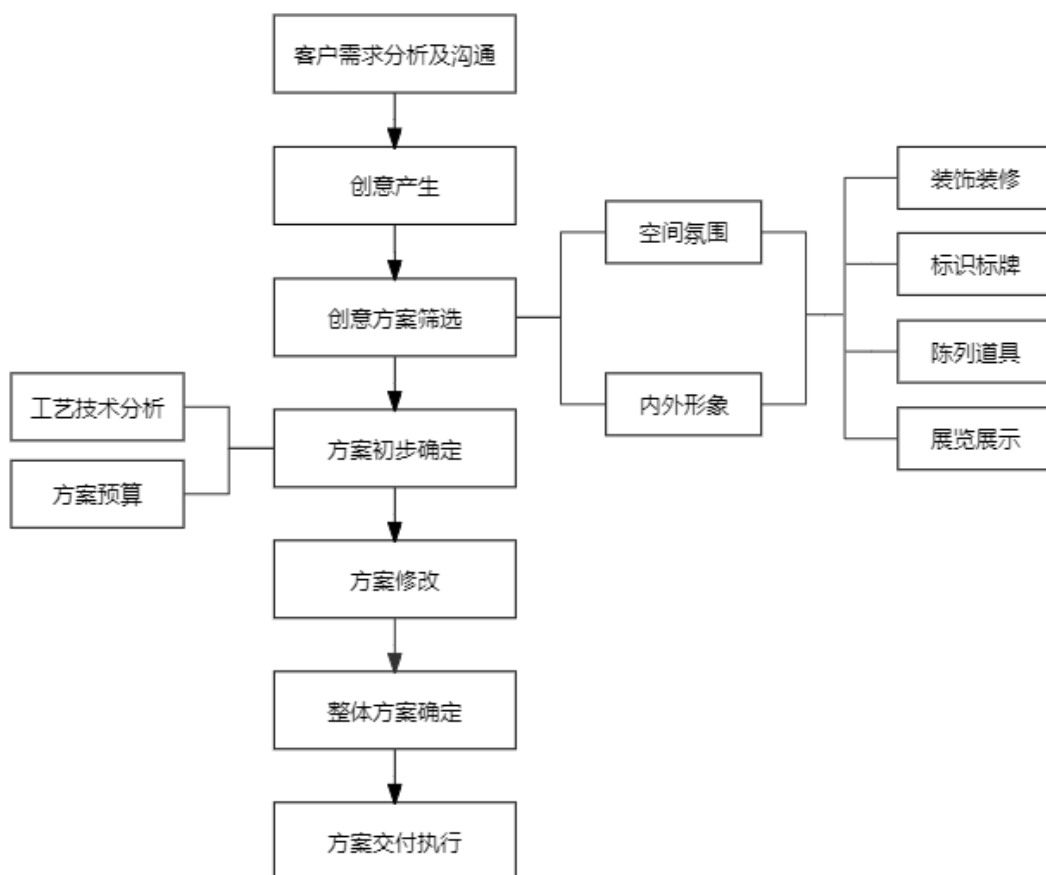 客户需求分析及沟通
创意产生
创意方案筛选
空间氛围
内外形象
装饰装修
标识标牌
陈列道具
展览展示
方案初步确定
工艺技术分析
方案预算
方案修改
整体方案确定
方案交付执行